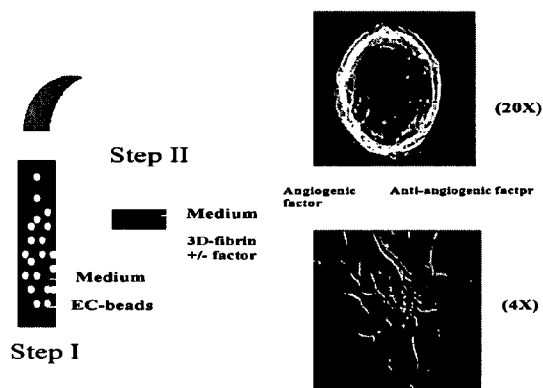 (20X)
Step II
Angiogenic factor
Anti-angiogenic factpr
Medium
3D-fibrin
+/- factor
Medium
EC-beads
(4X)
Step I